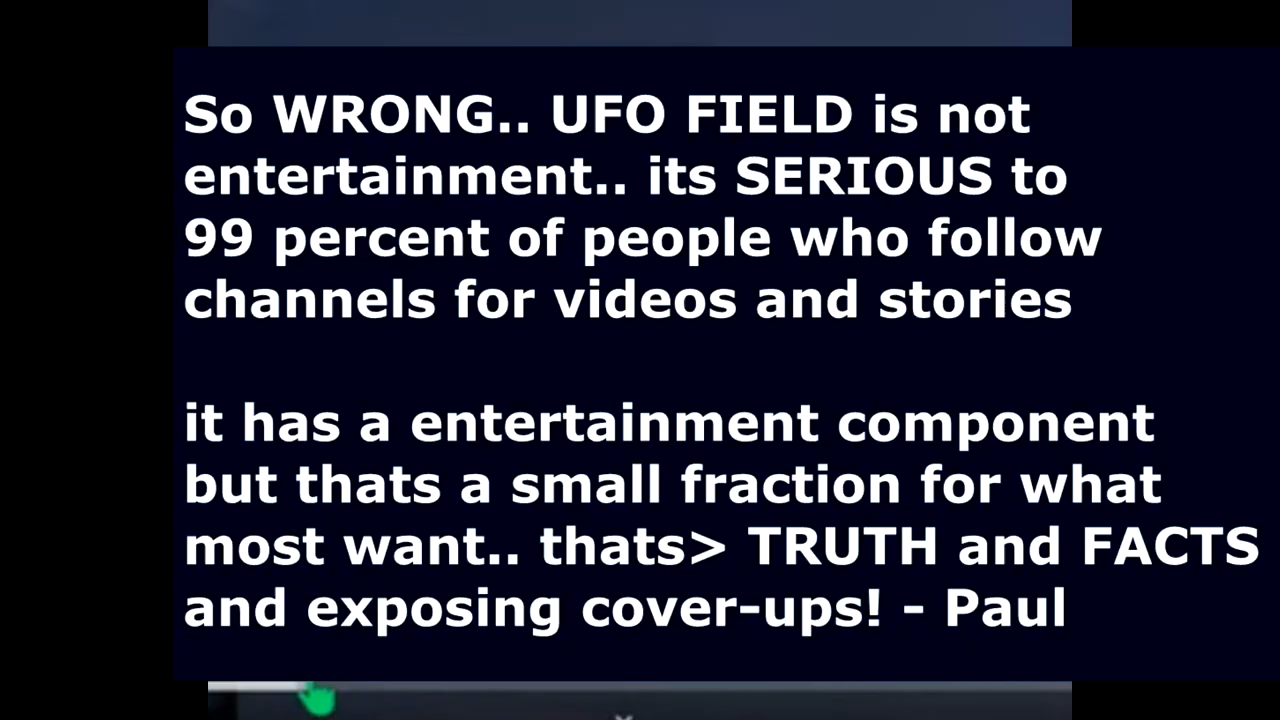 So WRONG.. UFO FIELD is not
entertainment.. its SERIOUS to
99 percent of people who follow
channels for videos and stories
it has a entertainment component
but thats a small fraction for what
most want.. thats> TRUTH and FACTS
and exposing cover-ups! - Paul